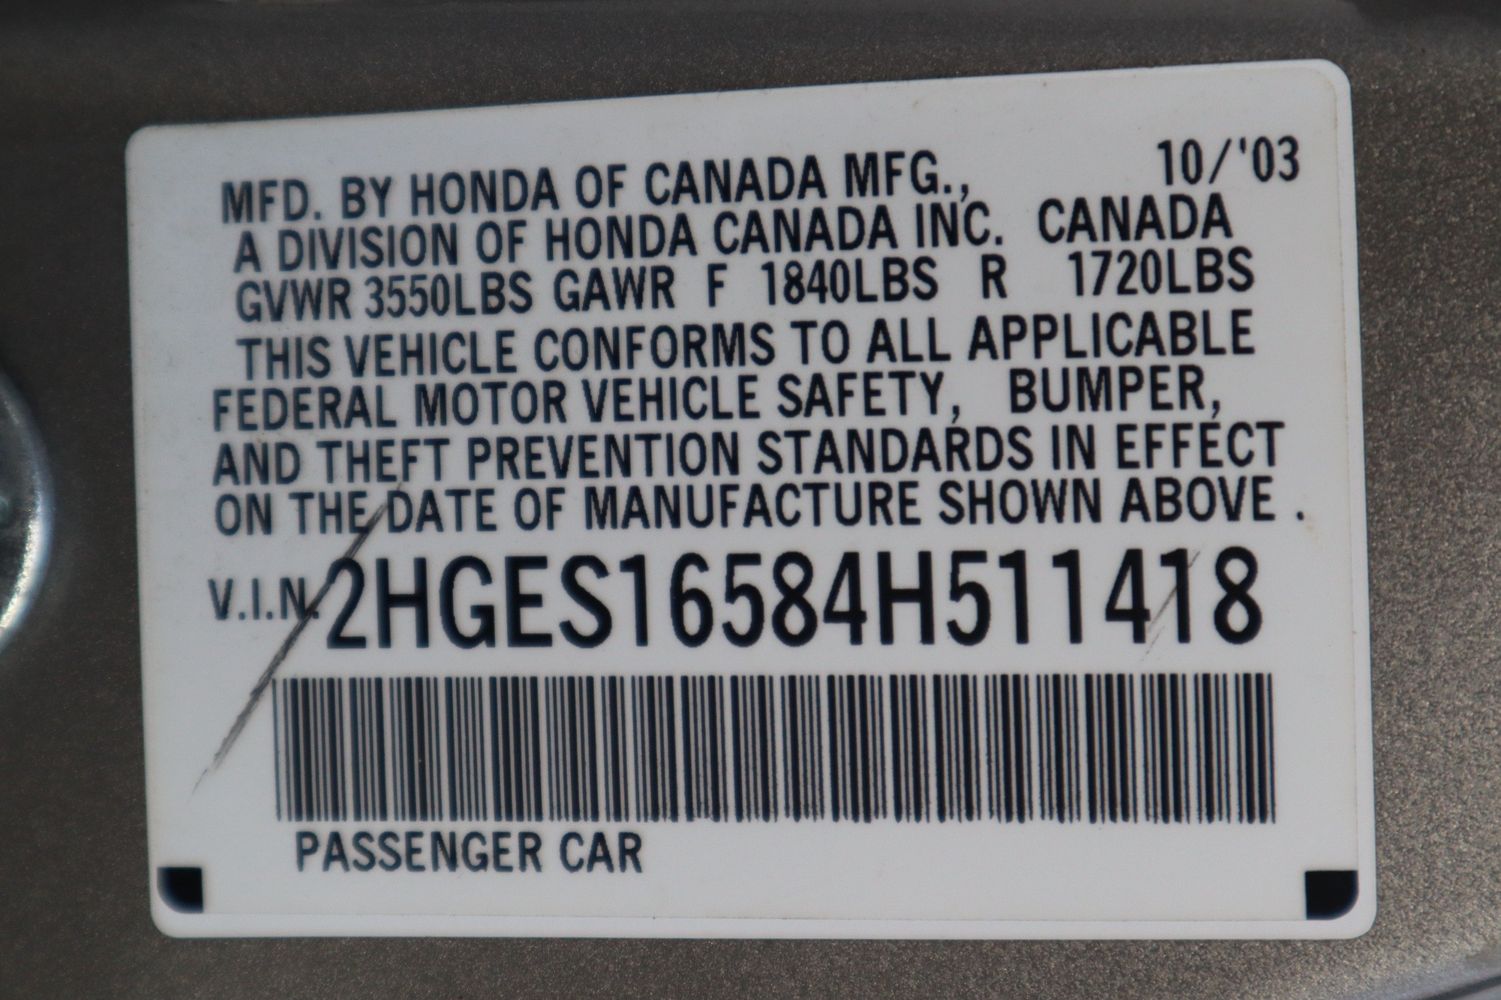 MFD. BY HONDA OF CANADA MFG., 10/'03
A DIVISION OF HONDA CANADA INC. CANADA
GVWR 3550LBS GAWR F 1840LBS R 1720LBS
THIS VEHICLE CONFORMS TO ALL APPLICABLE
FEDERAL MOTOR VEHICLE SAFETY, BUMPER,
AND THEFT PREVENTION STANDARDS IN EFFECT
ON THE DATE OF MANUFACTURE SHOWN ABOVE .
V.I.N. 2HGES16584H511418
PASSENGER CAR